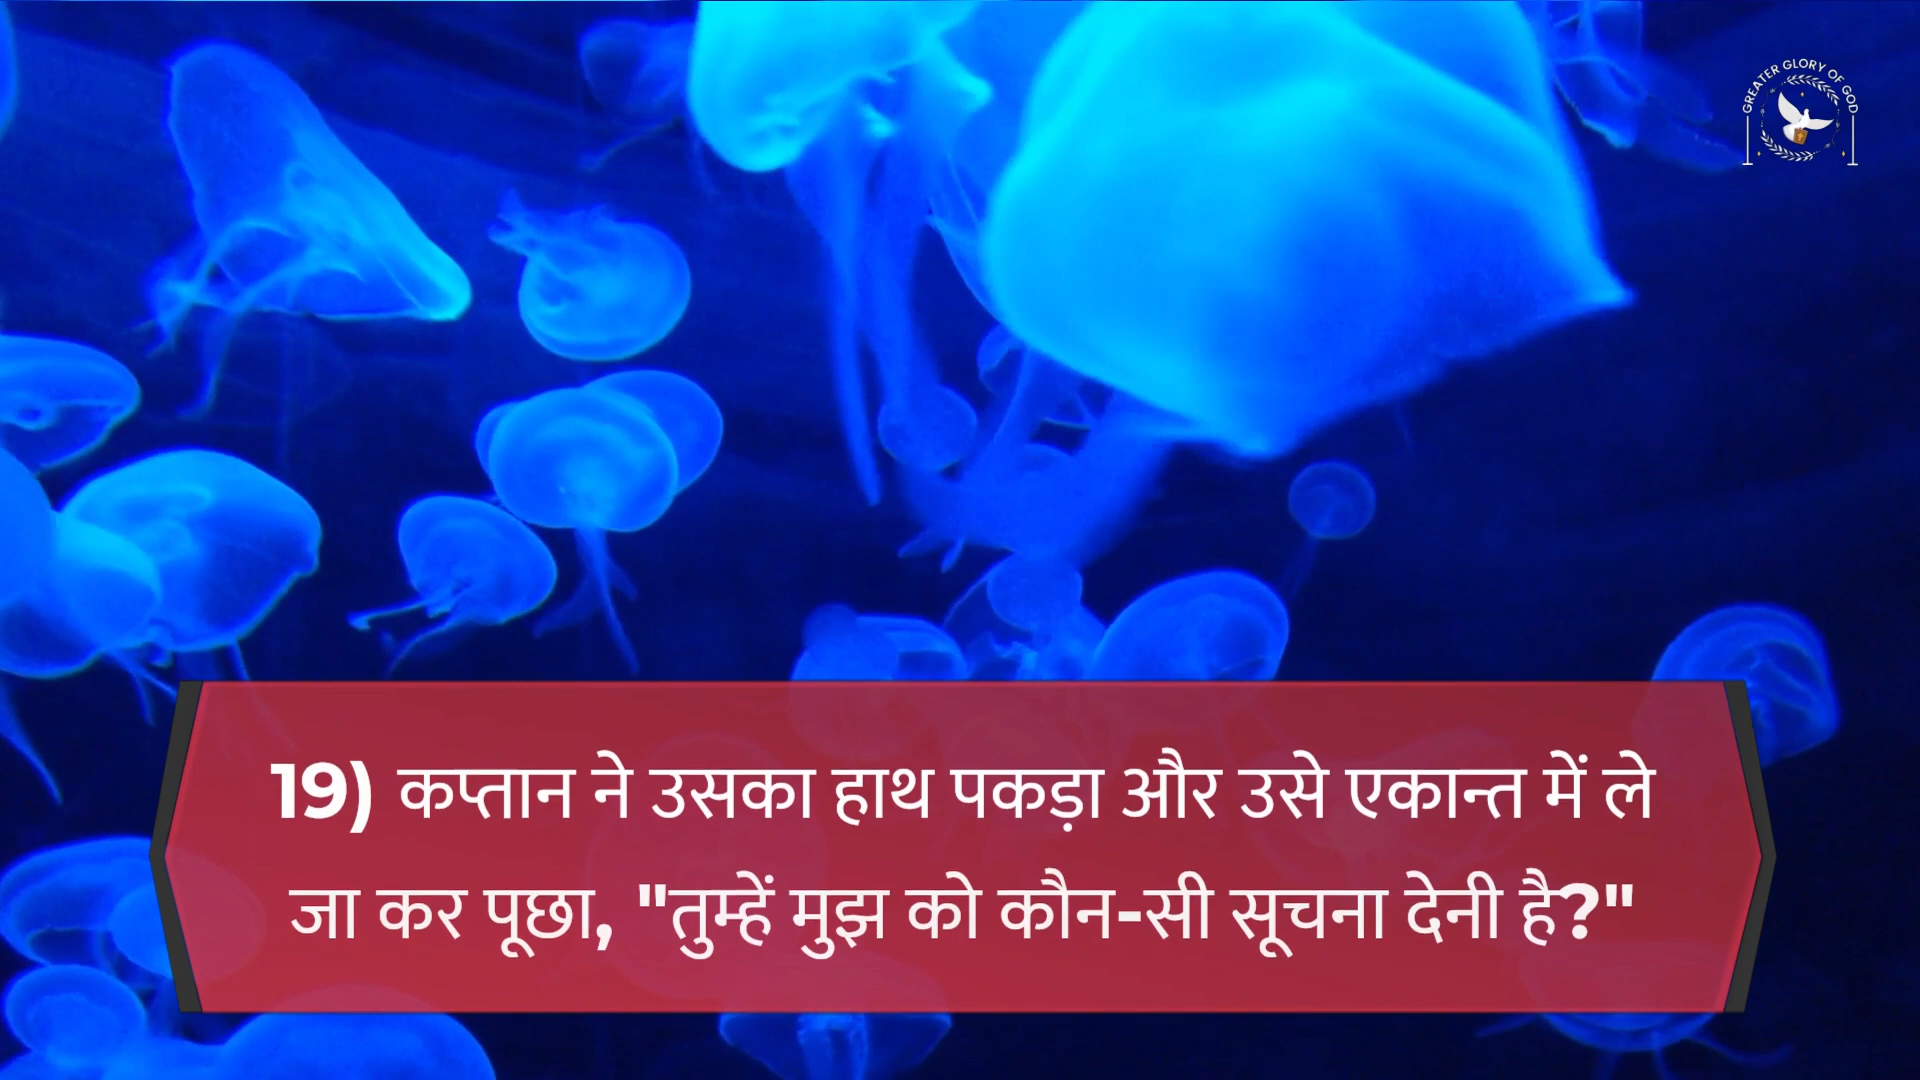 GREATER GLORY OF GOD
19) कप्तान ने उसका हाथ पकड़ा और उसे एकान्त में ले
जा कर पूछा, "तुम्हें मुझ को कौन-सी सूचना देनी है?"